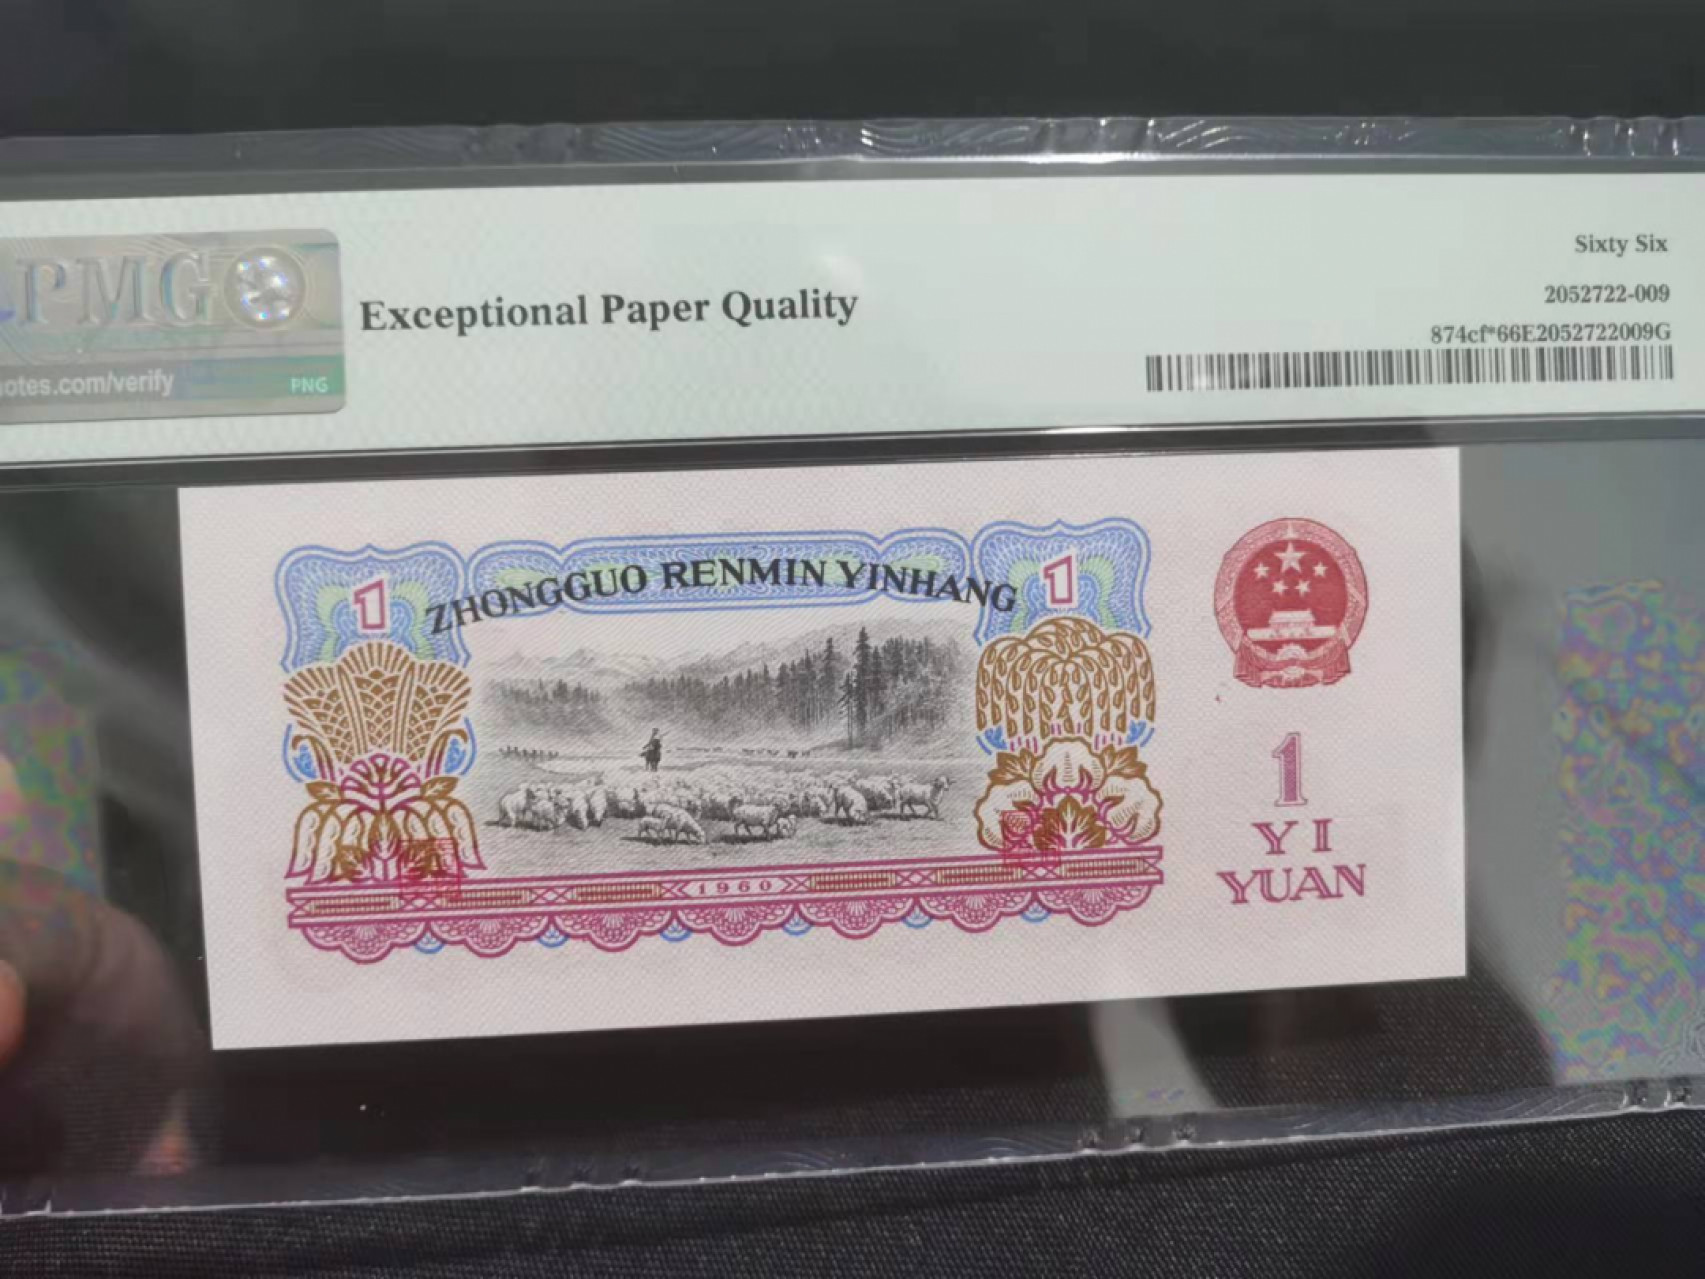 PMG
Exceptional Paper Quality
otes.com/verify
PNG
Sixty Six
2052722-009
874cf*66E2052722009G
1
ZHONGGUO RENMIN YINHANG
1
1960
1
YI
YUAN